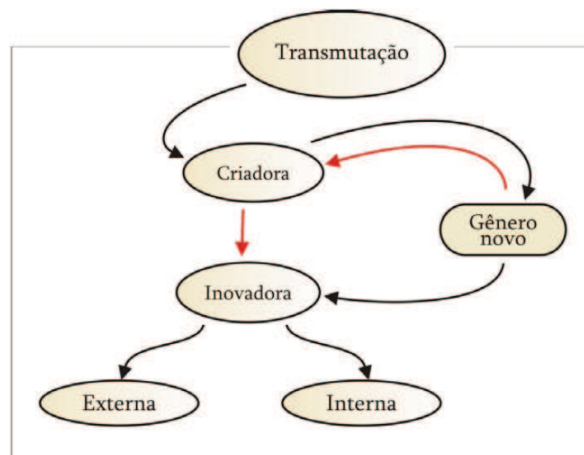 Transmutação
Criadora
Gênero
novo
Inovadora
Externa
Interna